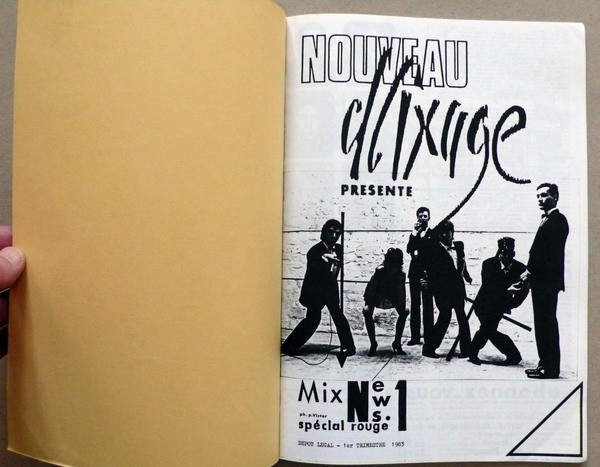 NOUVEAU
Mixage
PRESENTE
Mix News. 1
ph. p.Victor
spécial rouge
DEPOT LEGAL - 1er TRIMESTRE 1983